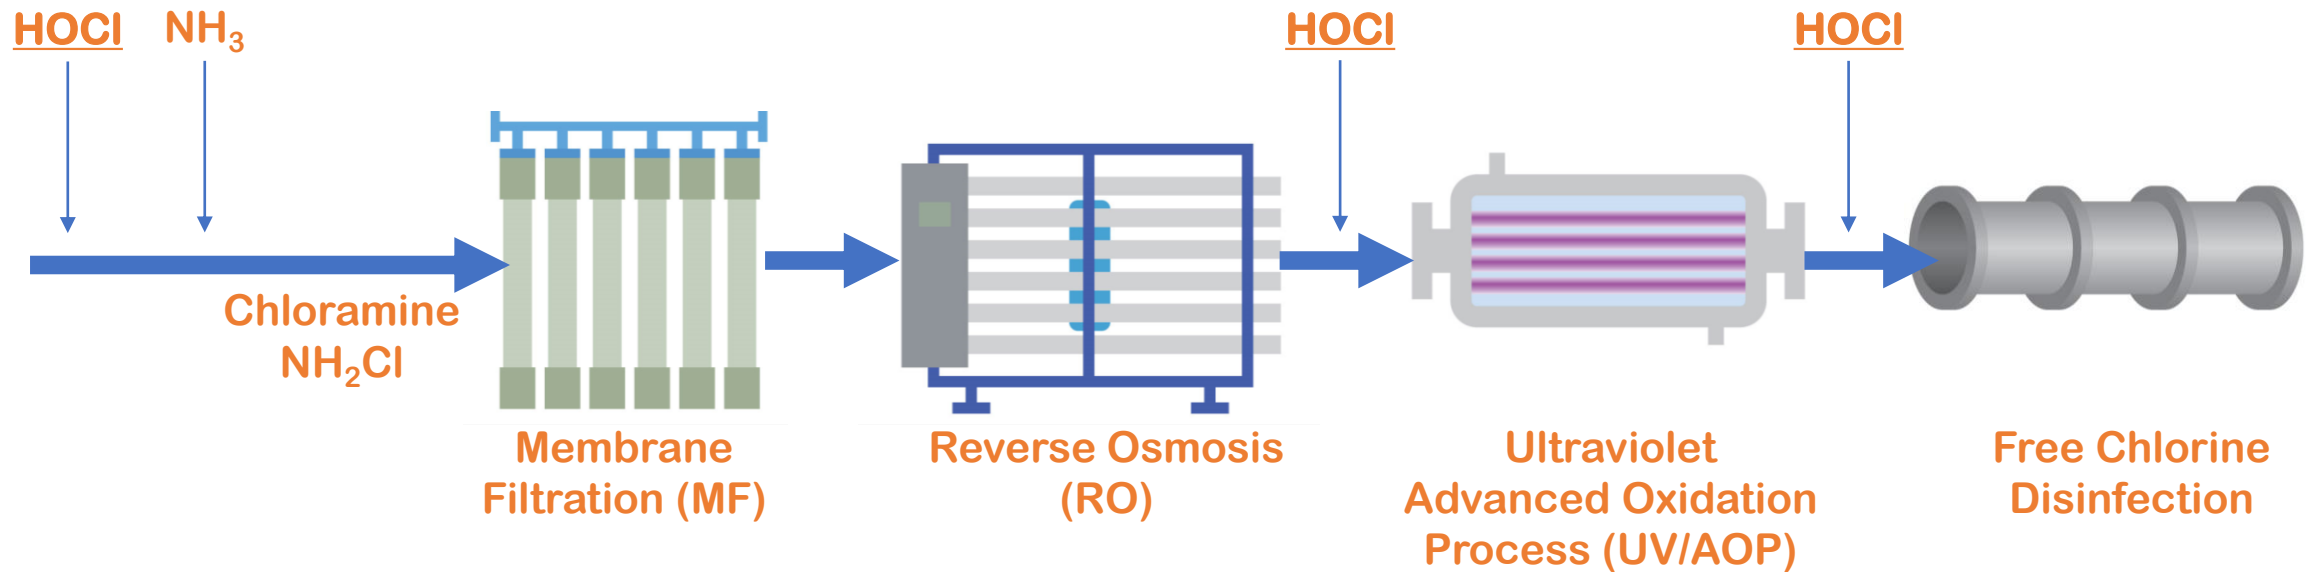 HOCl
NH₃
HOCl
HOCl
Chloramine
NH₂Cl
Membrane
Filtration (MF)
Reverse Osmosis
(RO)
Ultraviolet
Advanced Oxidation
Process (UV/AOP)
Free Chlorine
Disinfection